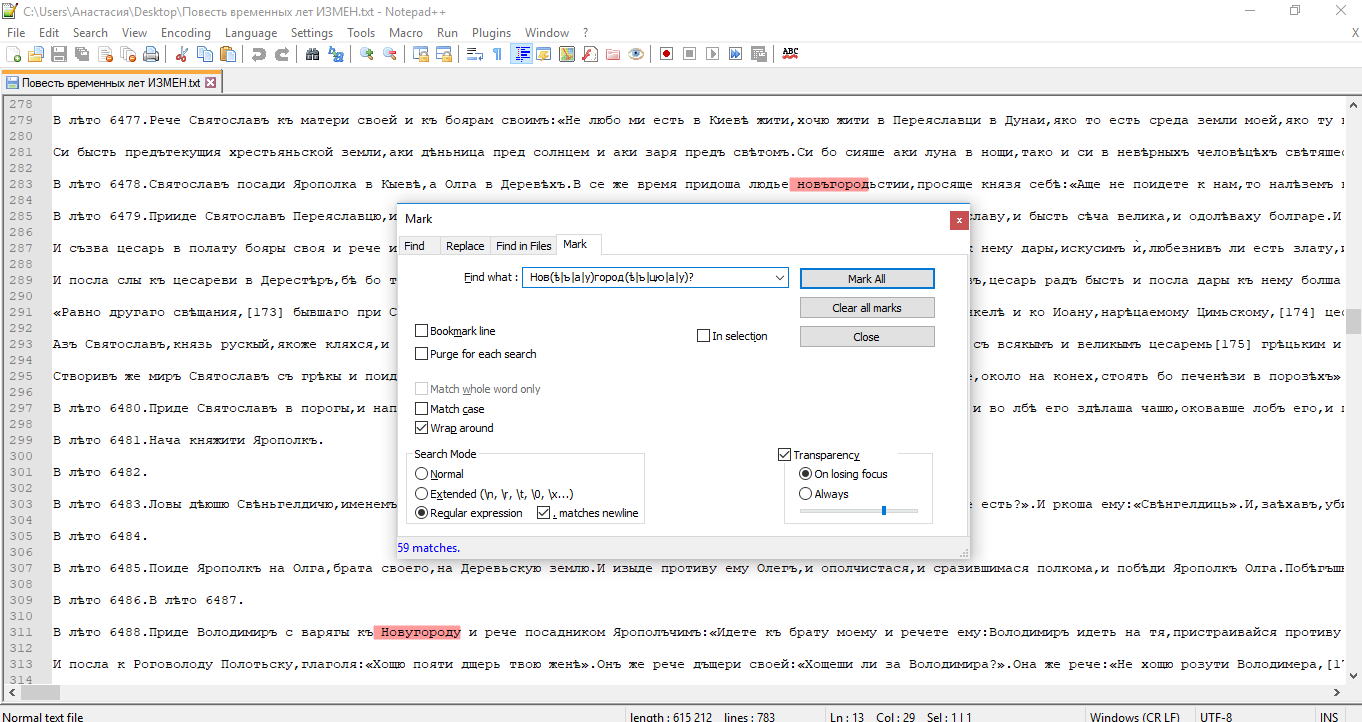 C:\Users\Анастасия\Desktop\Повесть временных лет ИЗМЕН.txt - Notepad++
File Edit Search View Encoding Language Settings Tools Macro Run Plugins Window ? X
Повесть временных лет ИЗМЕН.txt
278
279 В лѣто 6477.Рече Святославъ къ матери своей и къ боярам своимъ:«Не любо ми есть в Киевѣ жити,хочю жити в Переяславци в Дунаи,яко то есть среда земли моей,яко ту
280
281 Си бысть предътекущия хрестьяньской земли,аки дѣньница пред солнцем и аки заря предъ свѣтомъ.Си бо сияше аки луна в нощи,тако и си в невѣрныхъ человѣцѣхъ
282
283 В лѣто 6478.Святославъ посади Ярополка в Кыевѣ,а Олга в Деревѣхъ.В се же время придоша людье новъгородьстии,просяще князя себѣ:«Аще не поидете к нам,то налѣземъ
284
285 В лѣто 6479.Прииде Святославъ Переяславцю,и лаву,и бысть сѣча велика,и одолѣваху болгаре.И
286
287 И съзва цесарь в полату бояры своя и рече и к нему дары,искусимъ и̇,любезнивъ ли есть злату,и
288
289 И посла слы къ цесареви в Дерестѣръ,бѣ бо т въ,цесарь радъ бысть и посла дары къ нему болша
290
291 «Равно другаго свѣщания,[173] бывшаго при С нкелѣ и ко Иоану,нарѣцаемому Цимьскому,[174] цес
292
293 Азъ Святославъ,князь рускый,якоже кляхся,и съ всякымъ и великымъ цесаремь[175] грѣцьким и
294
295 Створивъ же миръ Святославъ съ грѣкы и поид е,около на конех,стоять бо печенѣзи в порозѣхъ»
296
297 В лѣто 6480.Приде Святославъ в порогы,и нап и во лбѣ его здѣлаша чашю,оковавше лобъ его,и
298
299 В лѣто 6481.Нача княжити Ярополкъ.
300
301 В лѣто 6482.
302
303 В лѣто 6483.Ловы дѣюшю Свѣньгелдичю,именемъ есть?».И ркоша ему:«Свѣнгелдиць».И,заѣхавъ,уби
304
305 В лѣто 6484.
306
307 В лѣто 6485.Поиде Ярополкъ на Олга,брата своего,на Деревьскую землю.И изыде противу ему Олегъ,и ополчистася,и сразившимася полкома,и побѣди Ярополкъ Олга.
308
309 В лѣто 6486.В лѣто 6487.
310
311 В лѣто 6488.Приде Володимиръ с варягы къ Новугороду и рече посадником Ярополъчимъ:«Идете къ брату моему и речете ему:Володимиръ идеть на тя,пристраивайся противу
312
313 И посла к Роговолоду Полотьску,глаголя:«Хощю пояти дщерь твою женѣ».Онъ же рече дъщери своей:«Хощеши ли за Володимира?».Она же рече:«Не хощю розути Володимера,[17
314
Mark
Find Replace Find in Files Mark
Find what : Нов(ѣ|ъ|а|у)город(ѣ|ъ|цю|а|у)?
Mark All
Clear all marks
Close
Bookmark line
Purge for each search
In selection
Match whole word only
Match case
Wrap around
Search Mode
Normal
Extended (\n, \r, \t, \0, \x...)
Regular expression . matches newline
Transparency
On losing focus
Always
59 matches.
Normal text file length : 615 212 lines : 783 Ln : 13 Col : 29 Sel : 1 | 1 Windows (CR LF) UTF-8 INS